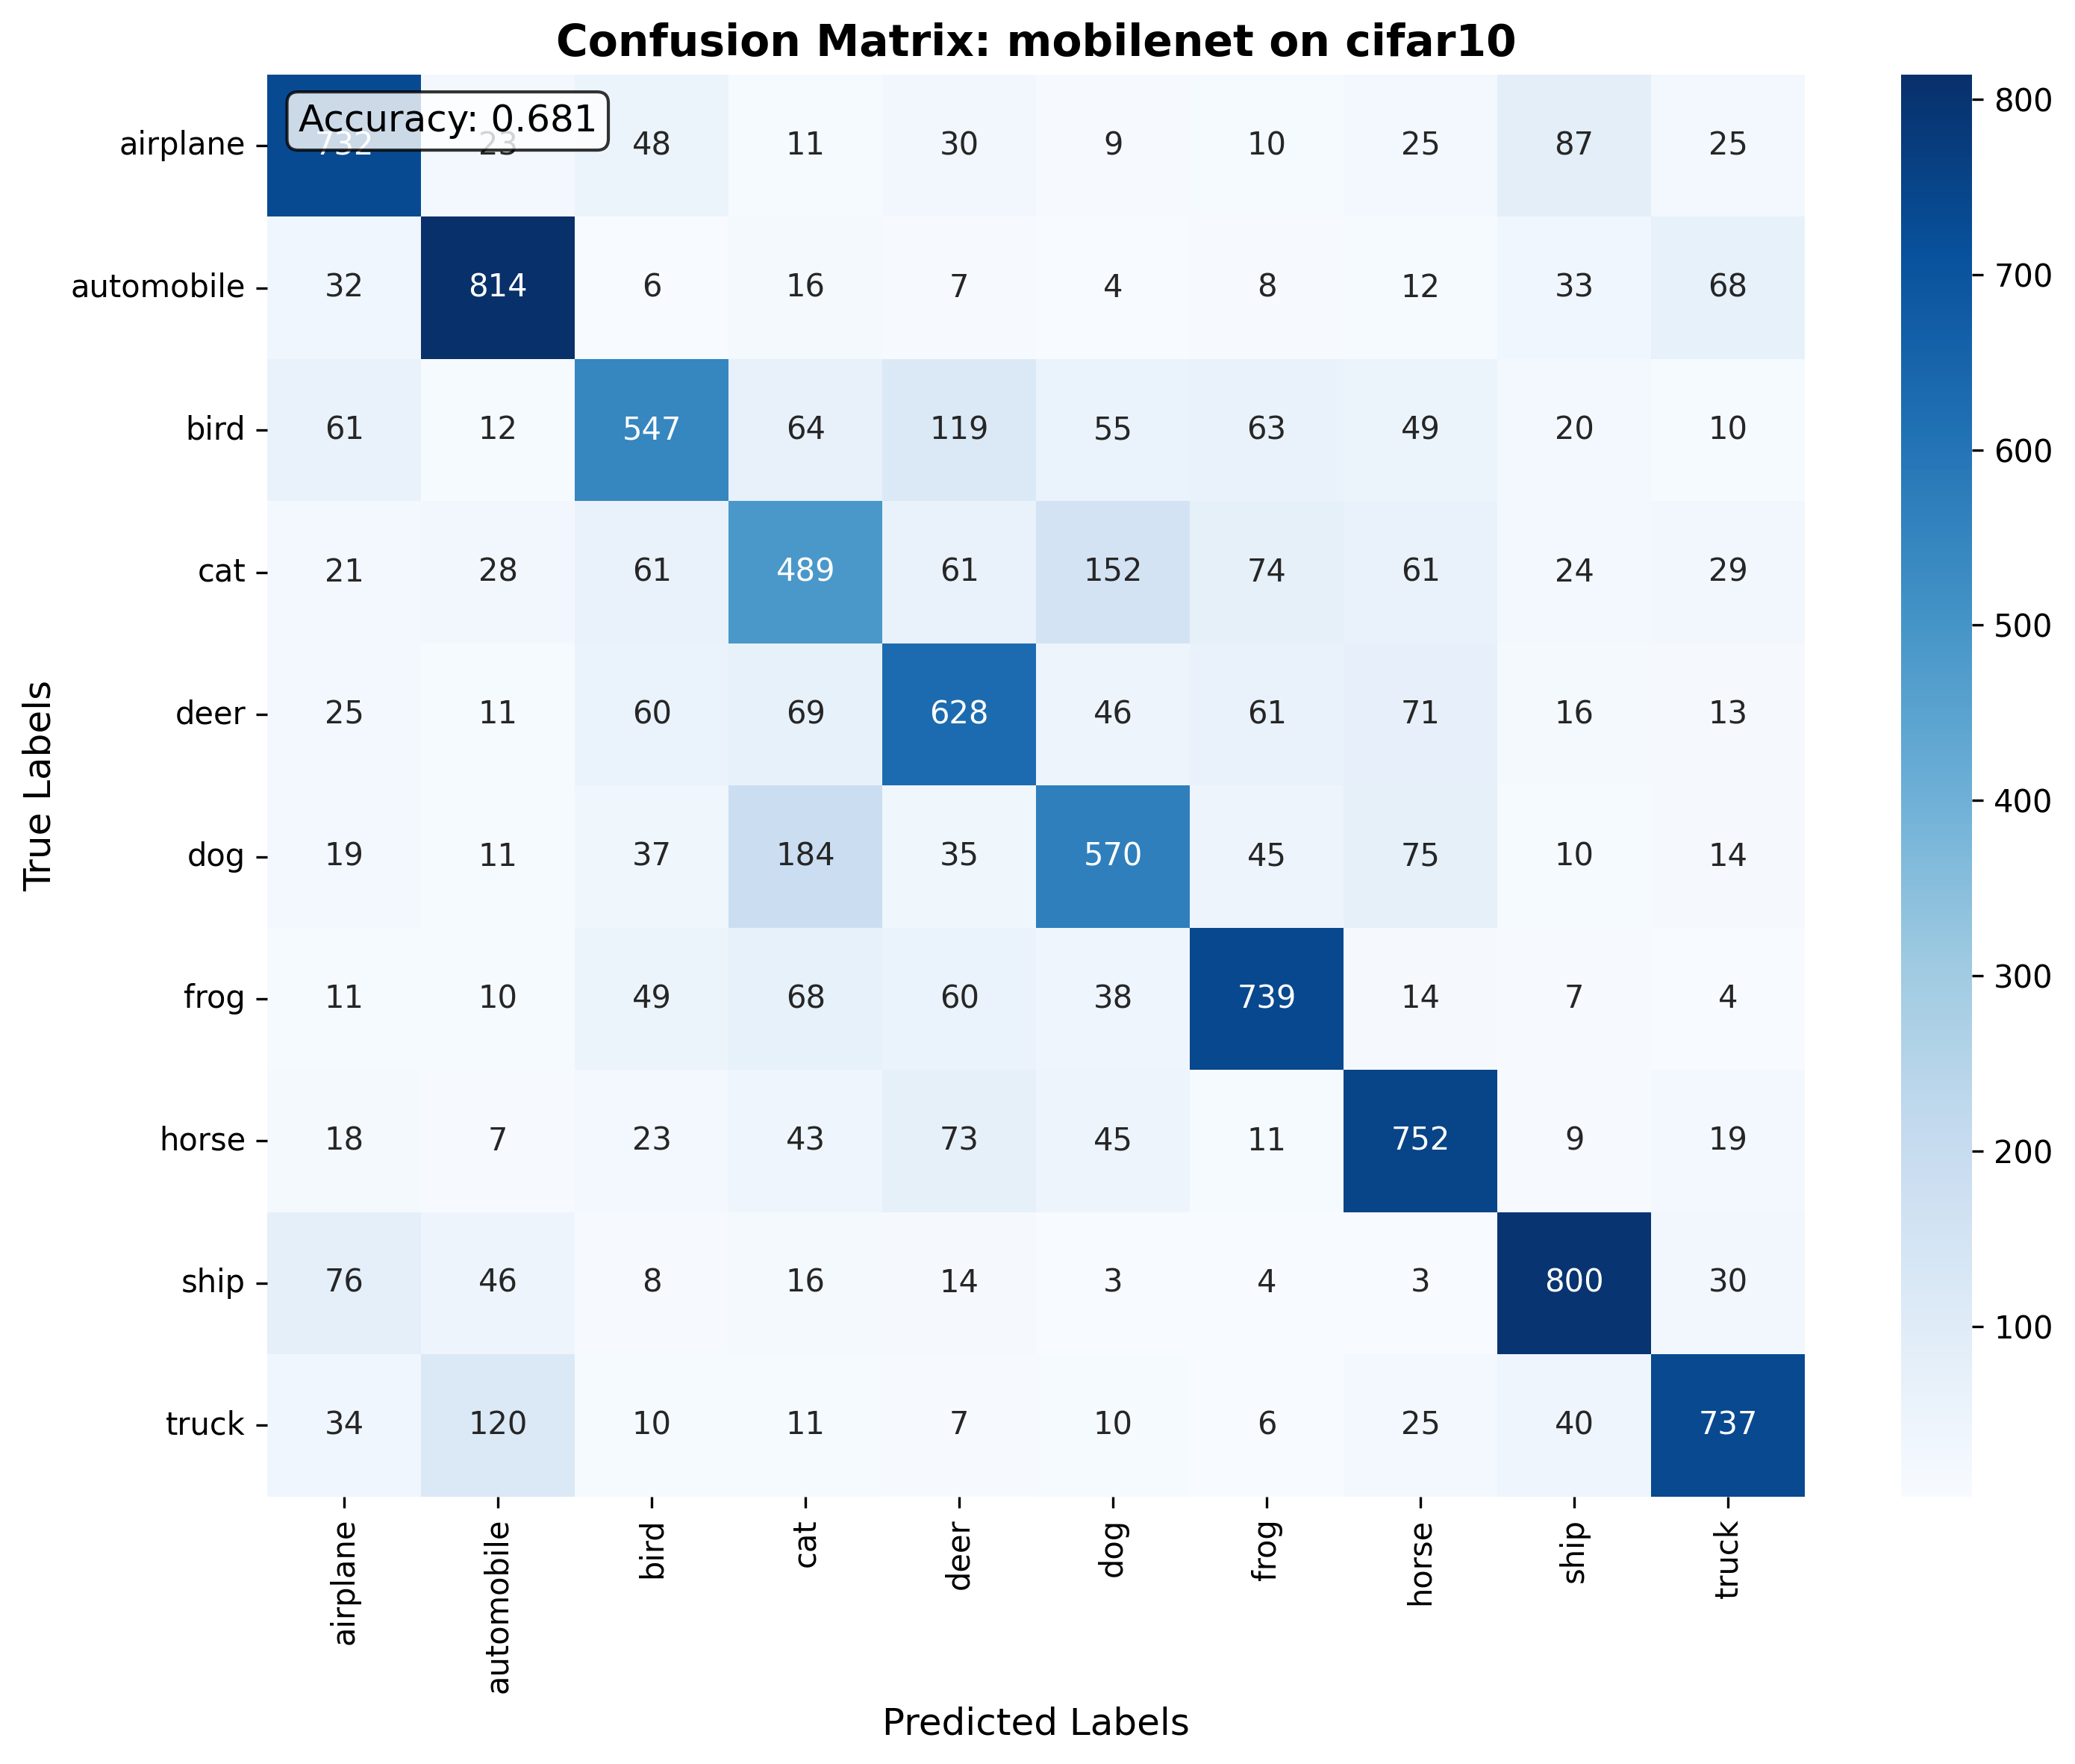 Confusion Matrix: mobilenet on cifar10
Accuracy: 0.681
airplane 732 23 48 11 30 9 10 25 87 25
automobile 32 814 6 16 7 4 8 12 33 68
bird 61 12 547 64 119 55 63 49 20 10
cat 21 28 61 489 61 152 74 61 24 29
deer 25 11 60 69 628 46 61 71 16 13
dog 19 11 37 184 35 570 45 75 10 14
frog 11 10 49 68 60 38 739 14 7 4
horse 18 7 23 43 73 45 11 752 9 19
ship 76 46 8 16 14 3 4 3 800 30
truck 34 120 10 11 7 10 6 25 40 737
True Labels
airplane automobile bird cat deer dog frog horse ship truck
Predicted Labels
800
700
600
500
400
300
200
100